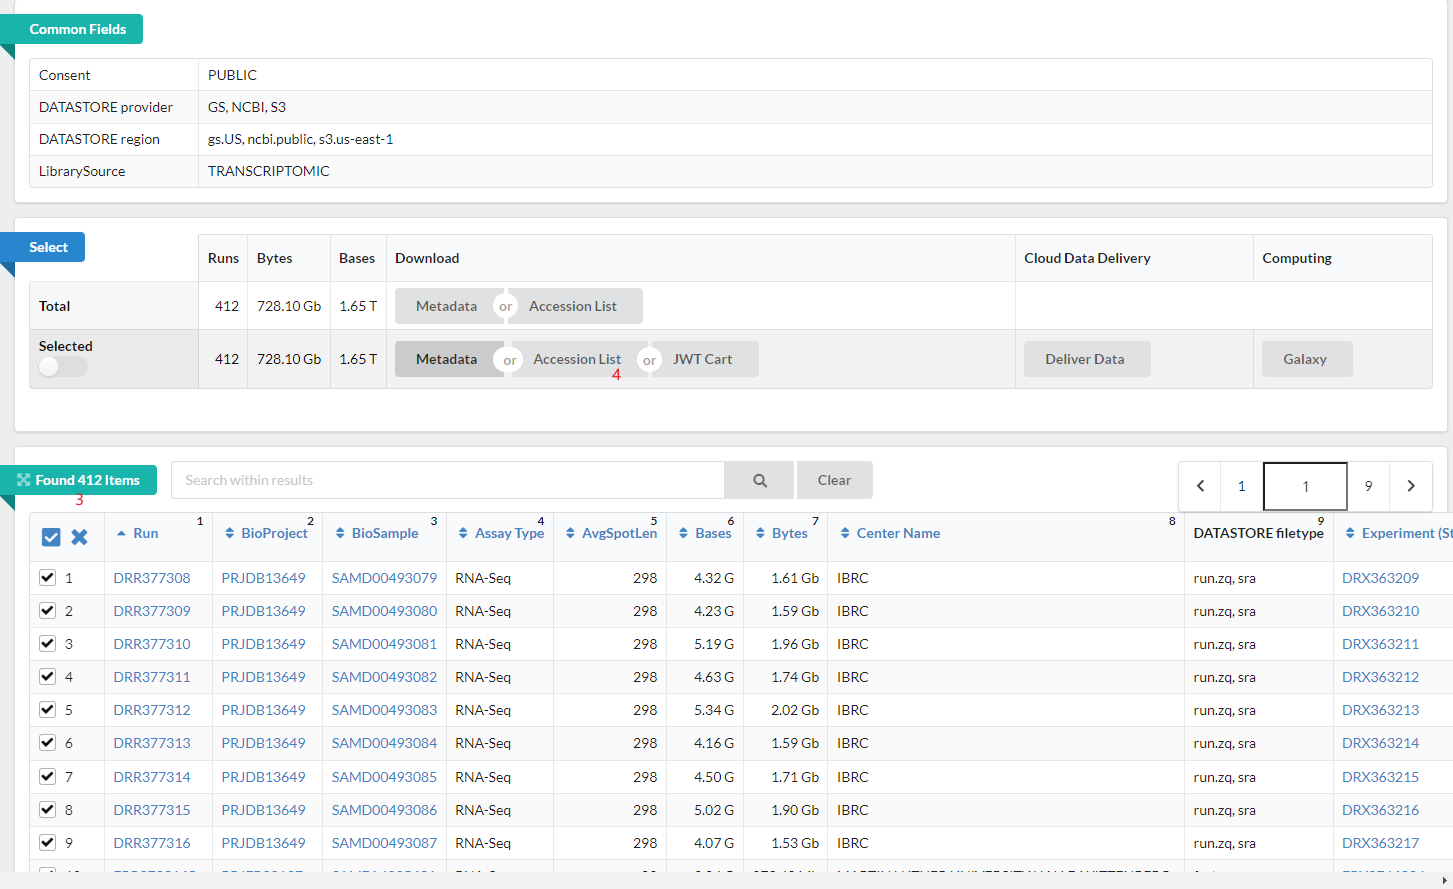 Common Fields
Consent PUBLIC
DATASTORE provider GS, NCBI, S3
DATASTORE region gs.US, ncbi.public, s3.us-east-1
LibrarySource TRANSCRIPTOMIC
Select
Runs Bytes Bases Download Cloud Data Delivery Computing
Total 412 728.10 Gb 1.65 T Metadata or Accession List
Selected 412 728.10 Gb 1.65 T Metadata or Accession List or JWT Cart Deliver Data Galaxy
4
Found 412 Items Search within results Clear 1 1 9
3
1 2 3 4 5 6 7 8 9
Run BioProject BioSample Assay Type AvgSpotLen Bases Bytes Center Name DATASTORE filetype Experiment
1 DRR377308 PRJDB13649 SAMD00493079 RNA-Seq 298 4.32 G 1.61 Gb IBRC run.zq, sra DRX363209
2 DRR377309 PRJDB13649 SAMD00493080 RNA-Seq 298 4.23 G 1.59 Gb IBRC run.zq, sra DRX363210
3 DRR377310 PRJDB13649 SAMD00493081 RNA-Seq 298 5.19 G 1.96 Gb IBRC run.zq, sra DRX363211
4 DRR377311 PRJDB13649 SAMD00493082 RNA-Seq 298 4.63 G 1.74 Gb IBRC run.zq, sra DRX363212
5 DRR377312 PRJDB13649 SAMD00493083 RNA-Seq 298 5.34 G 2.02 Gb IBRC run.zq, sra DRX363213
6 DRR377313 PRJDB13649 SAMD00493084 RNA-Seq 298 4.16 G 1.59 Gb IBRC run.zq, sra DRX363214
7 DRR377314 PRJDB13649 SAMD00493085 RNA-Seq 298 4.50 G 1.71 Gb IBRC run.zq, sra DRX363215
8 DRR377315 PRJDB13649 SAMD00493086 RNA-Seq 298 5.02 G 1.90 Gb IBRC run.zq, sra DRX363216
9 DRR377316 PRJDB13649 SAMD00493087 RNA-Seq 298 4.07 G 1.53 Gb IBRC run.zq, sra DRX363217